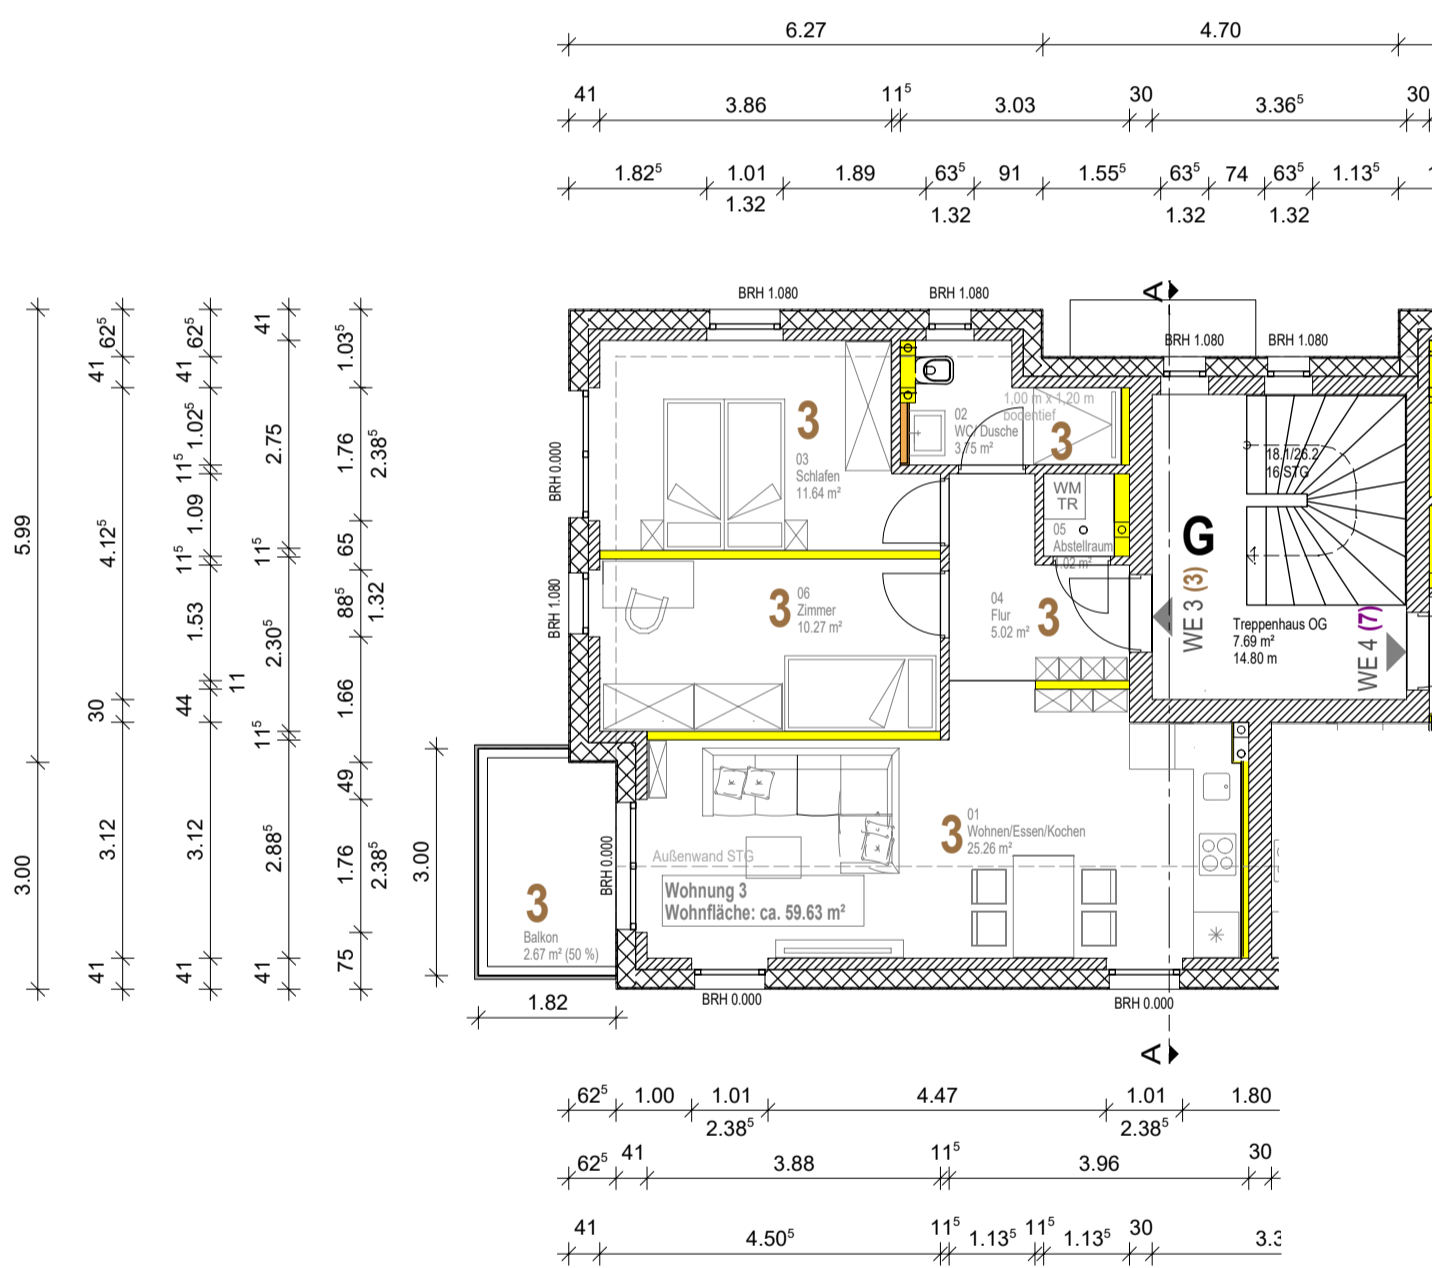 6.27
4.70
41
3.86
11⁵
3.03
30
3.36⁵
30
1.82⁵
1.01
1.89
63⁵
91
1.55⁵
63⁵
74
63⁵
1.13⁵
1.32
1.32
1.32
1.32
BRH 1.080
BRH 1.080
A
BRH 1.080
BRH 1.080
5.99
3.00
62⁵
41
4.12⁵
30
3.12
41
62⁵
41
1.02⁵
11⁵
1.09
11⁵
1.53
11
44
3.12
41
41
2.75
11⁵
2.30⁵
11⁵
2.88⁵
41
1.03⁵
1.76
2.38⁵
65
88⁵
1.32
1.66
49
1.76
2.38⁵
75
3.00
BRH 0.000
BRH 1.080
BRH 0.000
3
03
Schlafen
11.64 m²
02
WC/ Dusche
3.75 m²
1,00 m x 1,20 m
bodentief
3
WM
TR
05
Abstellraum
1.02 m²
3
06
Zimmer
10.27 m²
04
Flur
5.02 m²
3
G
WE 3 (3)
18.1/26.2
16 STG
Treppenhaus OG
7.69 m²
14.80 m
WE 4 (7)
3
01
Wohnen/Essen/Kochen
25.26 m²
Außenwand STG
Wohnung 3
Wohnfläche: ca. 59.63 m²
3
Balkon
2.67 m² (50 %)
1.82
BRH 0.000
BRH 0.000
A
62⁵
1.00
1.01
4.47
1.01
1.80
2.38⁵
2.38⁵
62⁵
41
3.88
11⁵
3.96
30
41
4.50⁵
11⁵
1.13⁵
11⁵
1.13⁵
30